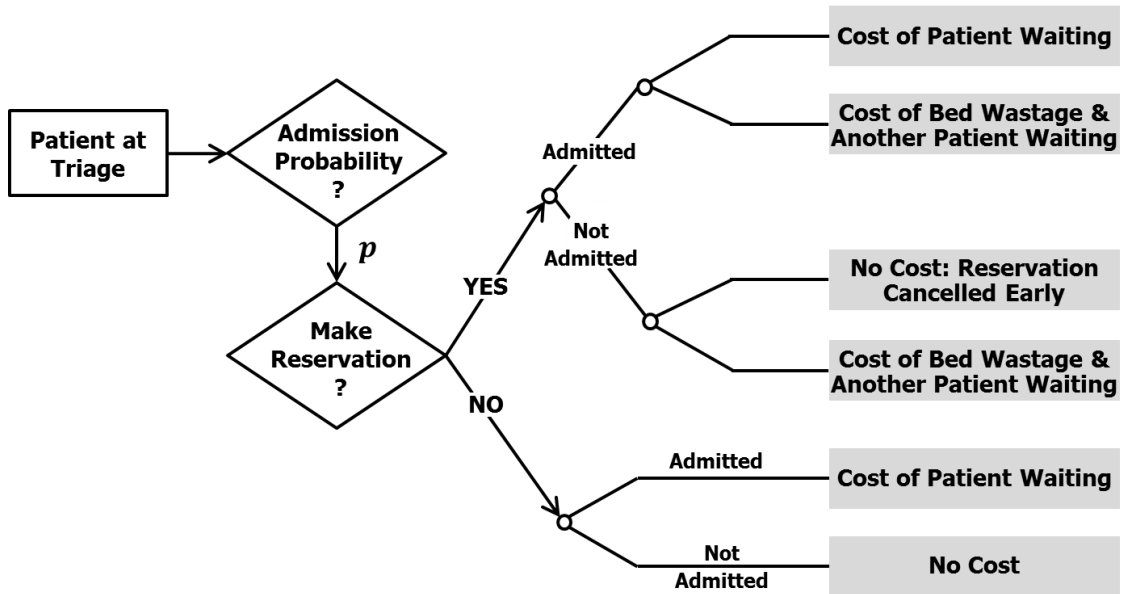 Patient at
Triage
Admission
Probability
?
p
Make
Reservation
?
YES
Admitted
Cost of Patient Waiting
Cost of Bed Wastage &
Another Patient Waiting
Not
Admitted
No Cost: Reservation
Cancelled Early
Cost of Bed Wastage &
Another Patient Waiting
NO
Admitted
Cost of Patient Waiting
Not
Admitted
No Cost